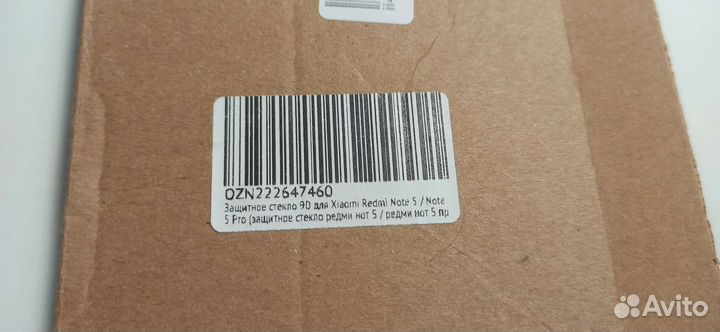 OZN222647460
Защитное стекло 9D для Xiaomi Redmi Note 5 / Note
5 Pro (защитное стекло редми нот 5 / редми нот 5 пр
Avito